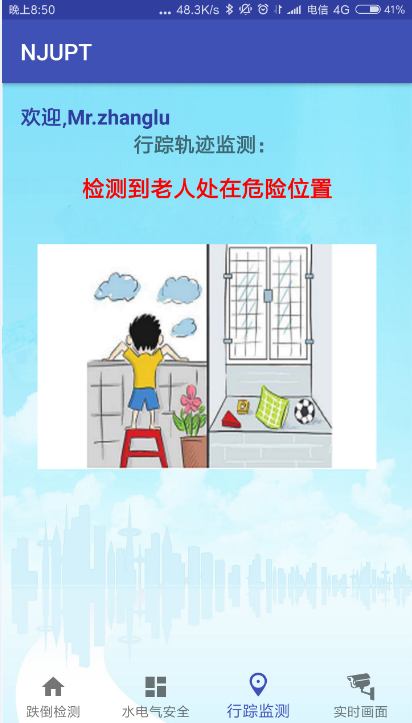 晚上8:50 ... 48.3K/s 电信 4G 41%
NJUPT
欢迎,Mr.zhanglu
行踪轨迹监测：
检测到老人处在危险位置
跌倒检测 水电气安全 行踪监测 实时画面